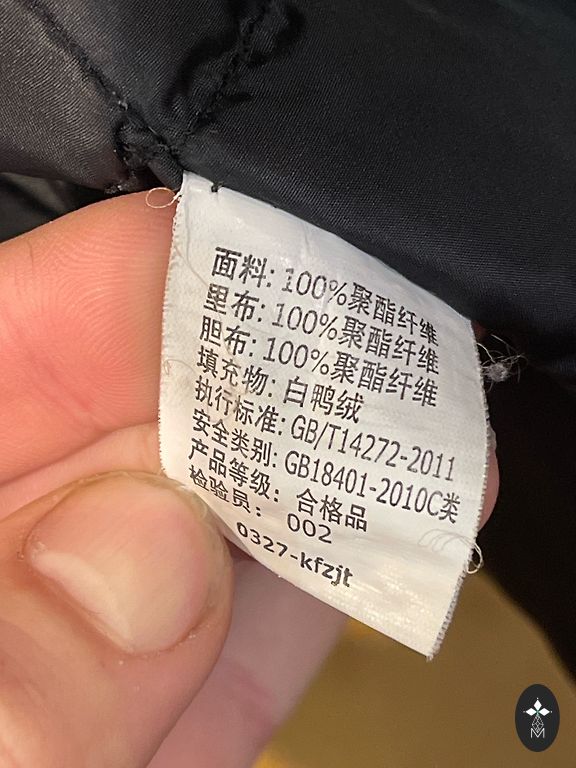 面料: 100%聚酯纤维
里布: 100%聚酯纤维
胆布: 100%聚酯纤维
填充物: 白鸭绒
执行标准: GB/T14272-2011
安全类别: GB18401-2010C类
产品等级: 合格品
检验员: 002
0327-kfzjt
M